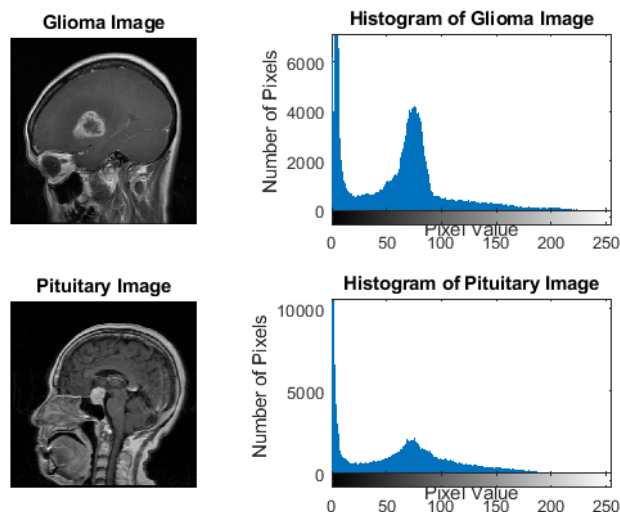 Glioma Image
Histogram of Glioma Image
Number of Pixels
6000
4000
2000
0
0 50 100 150 200 250
Pixel Value
Pituitary Image
Histogram of Pituitary Image
Number of Pixels
10000
5000
0
0 50 100 150 200 250
Pixel Value